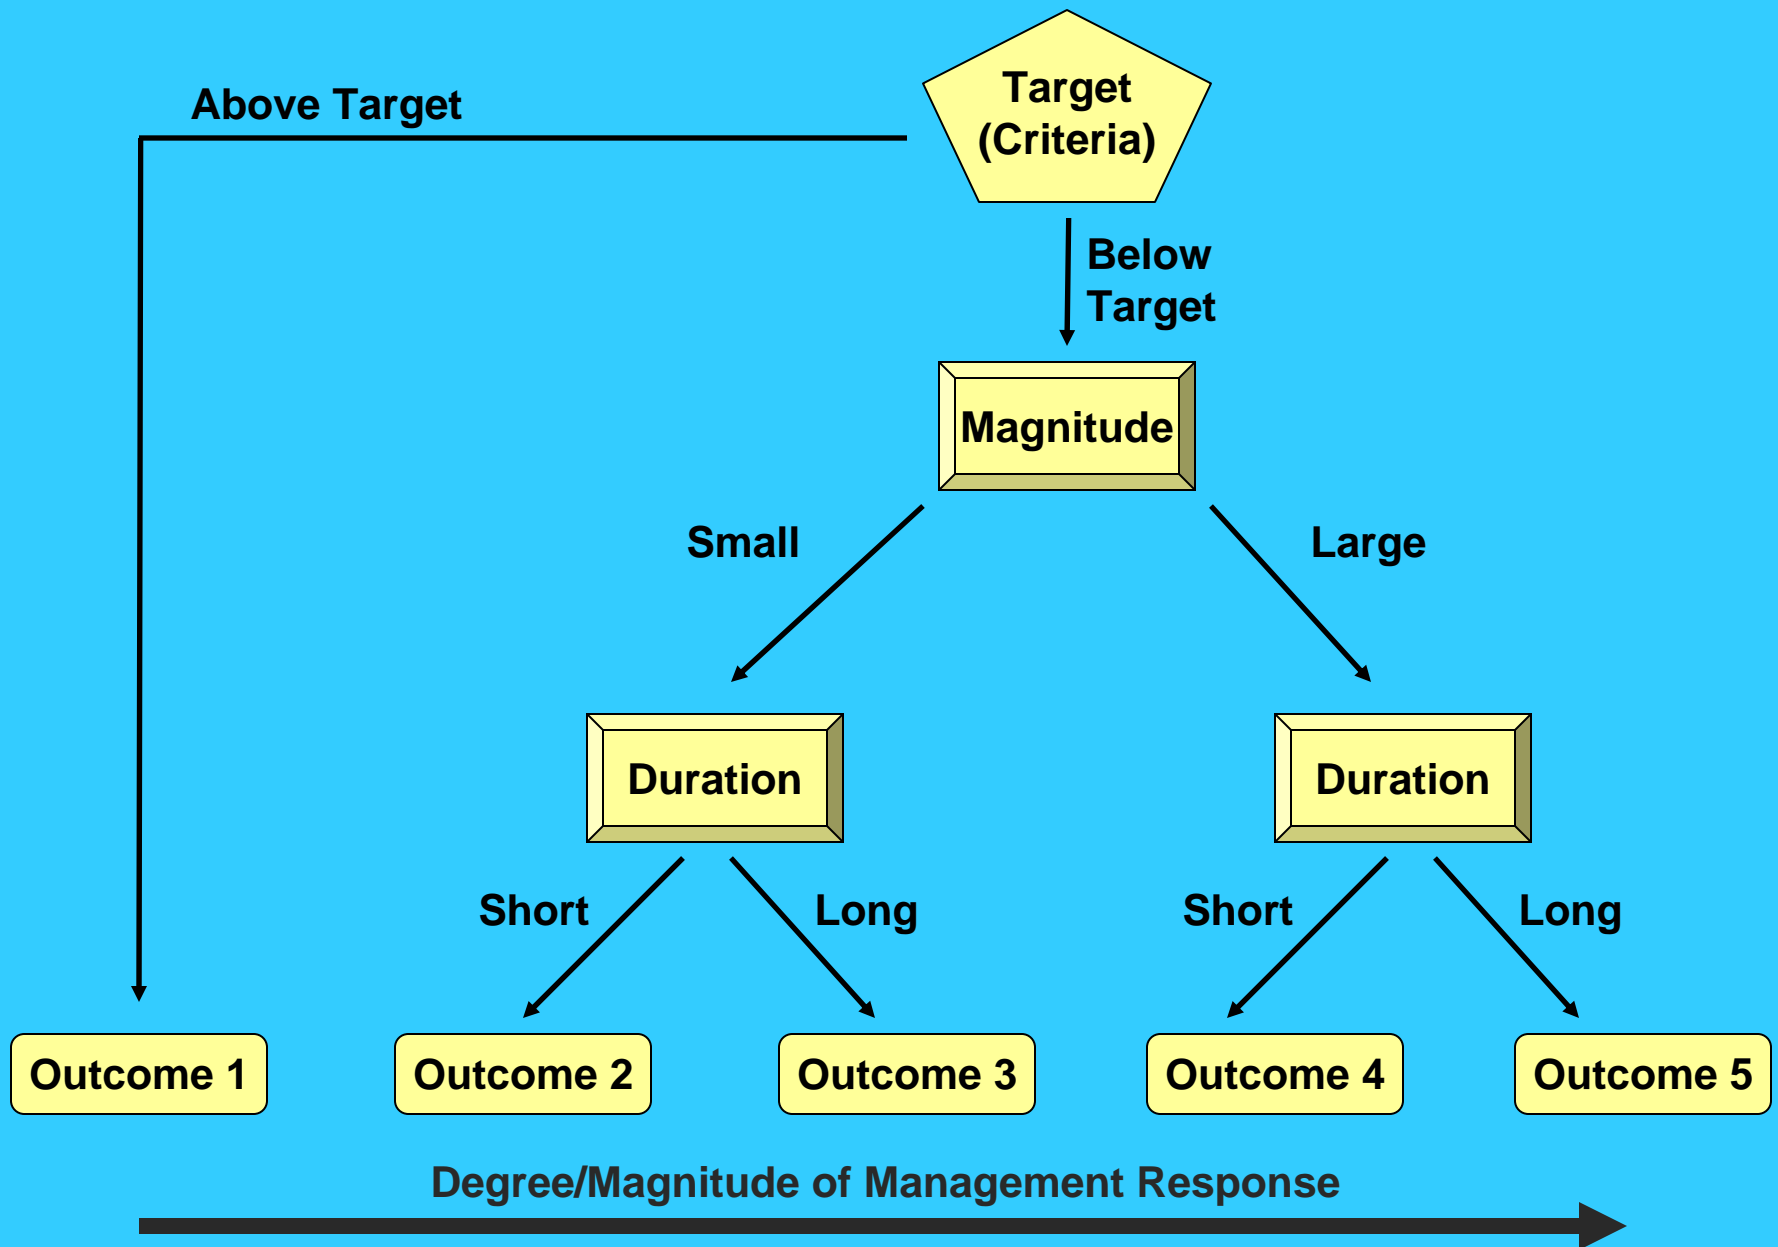 Target
(Criteria)
Above Target
Below
Target
Magnitude
Small
Large
Duration
Duration
Short
Long
Short
Long
Outcome 1
Outcome 2
Outcome 3
Outcome 4
Outcome 5
Degree/Magnitude of Management Response